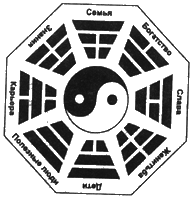 Семья
Богатство
Слава
Женитьба
Дети
Полезные люди
Карьера
Знания